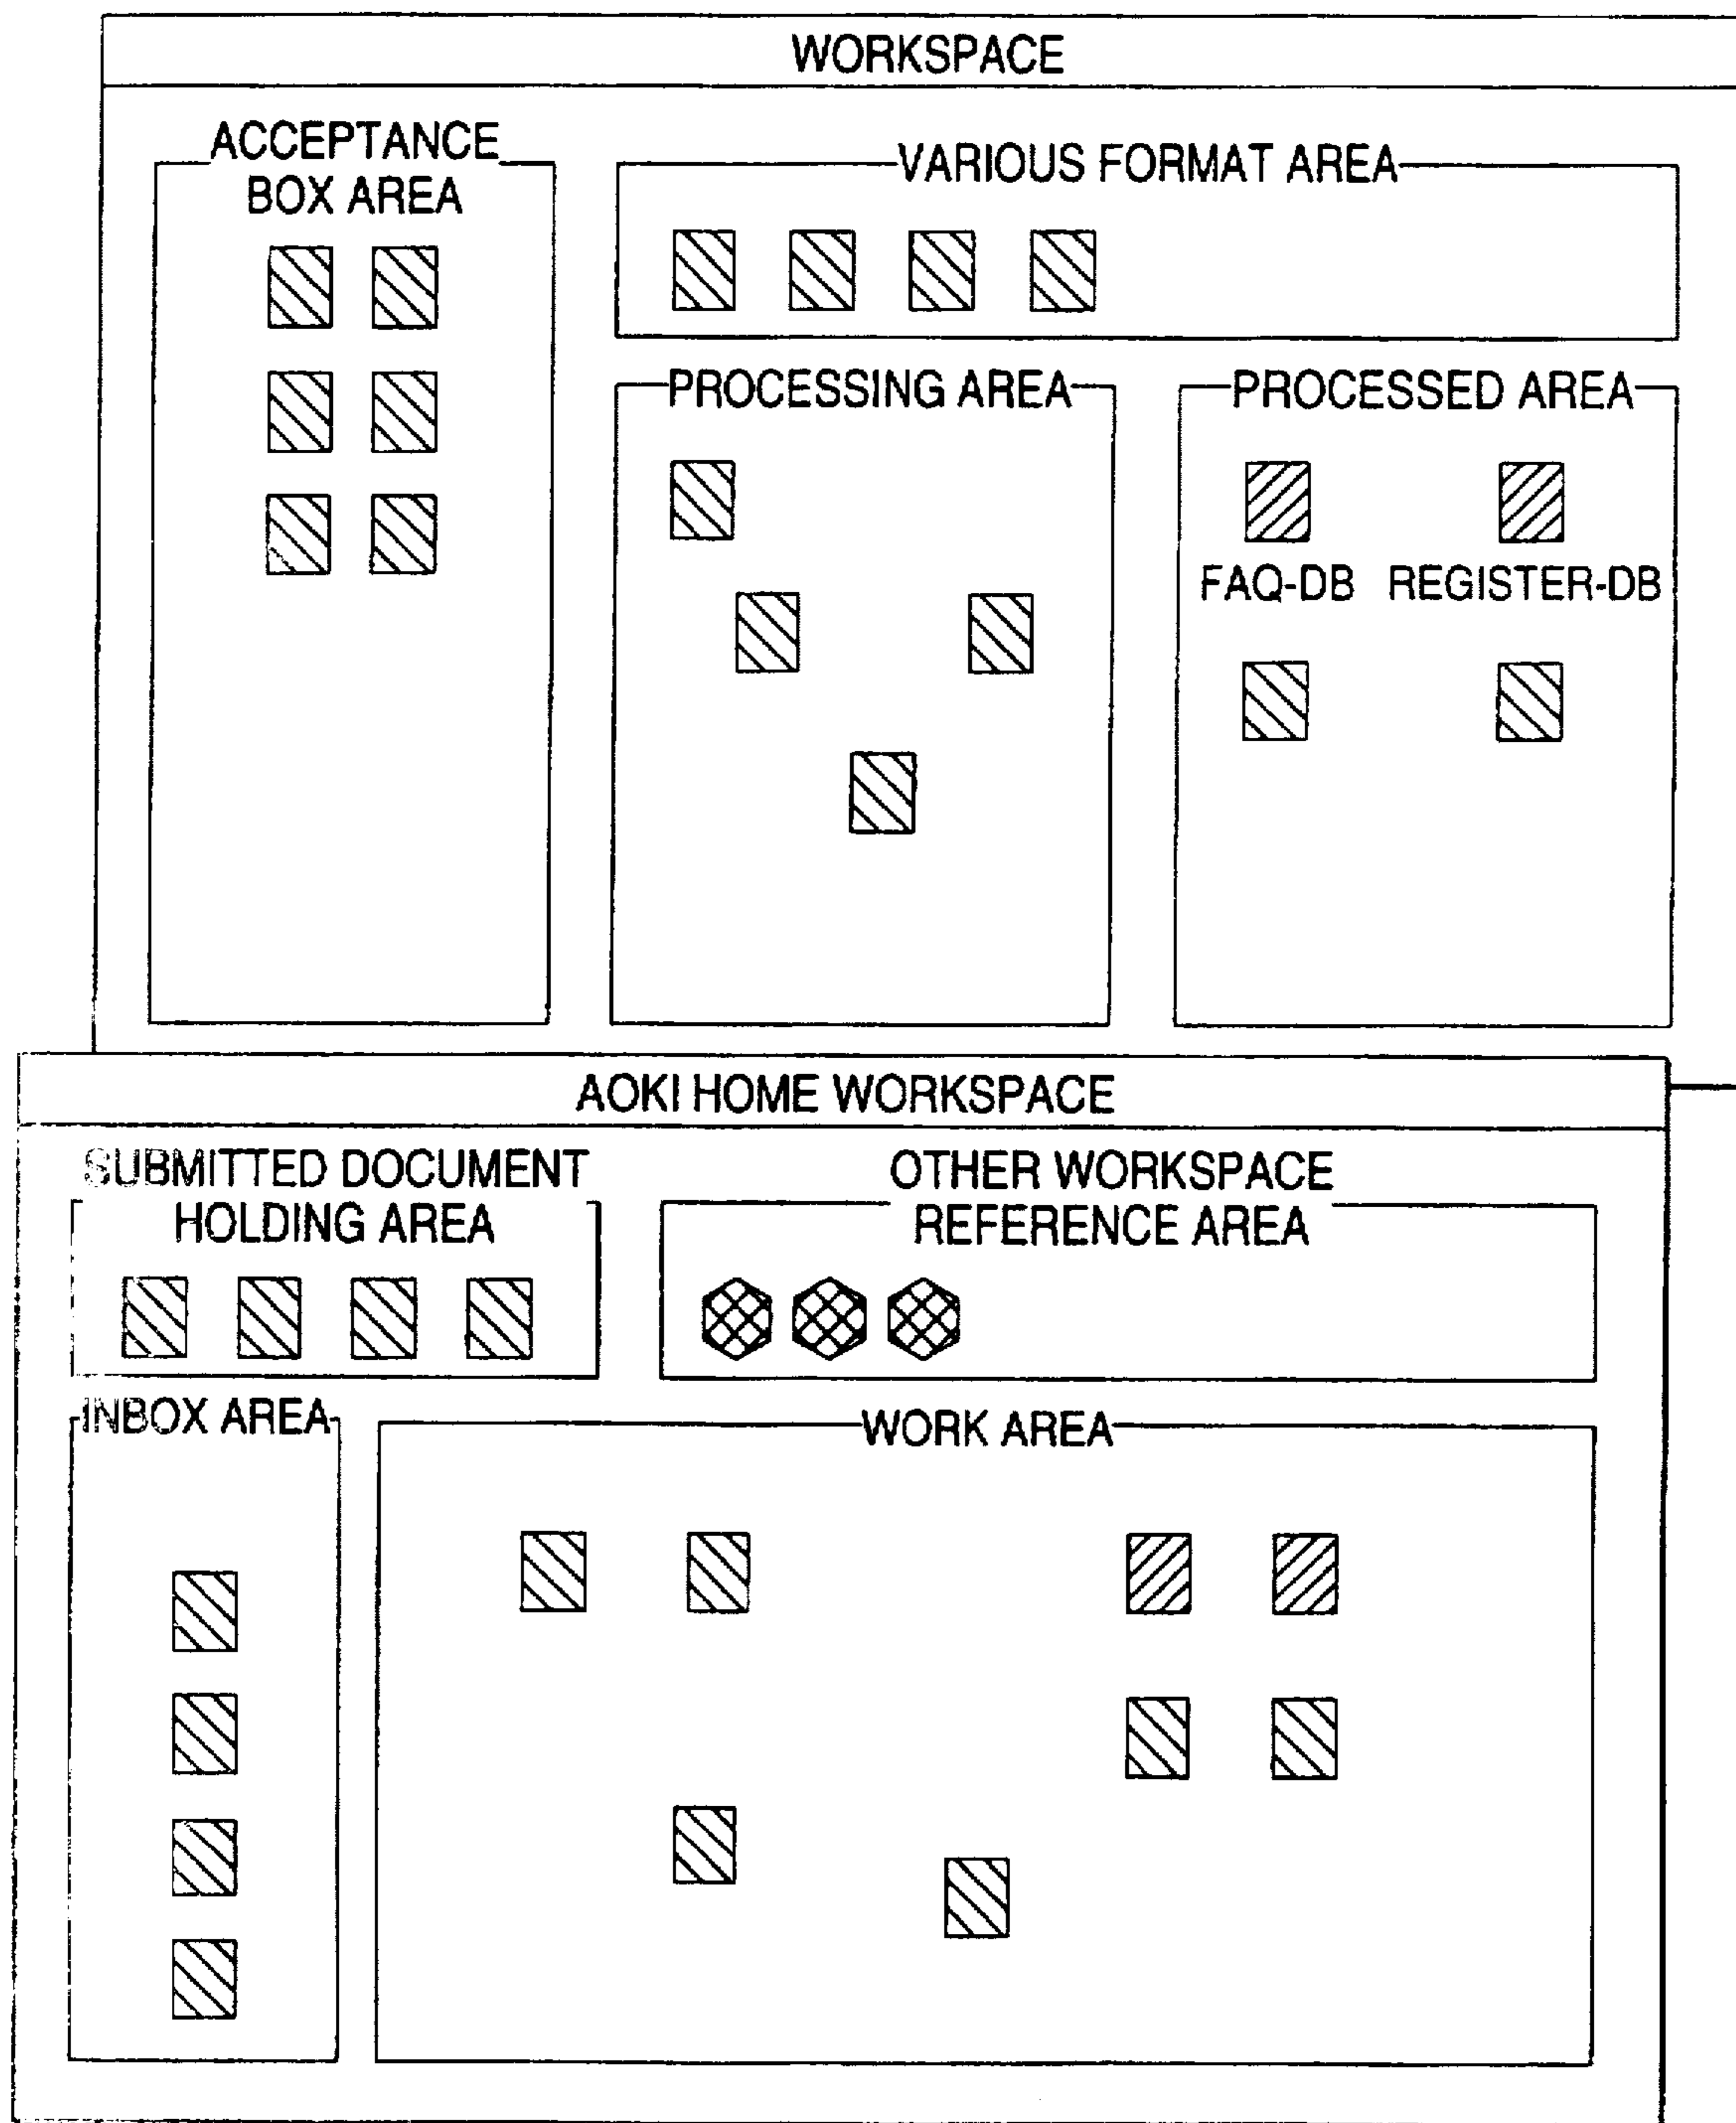 WORKSPACE
ACCEPTANCE
BOX AREA
VARIOUS FORMAT AREA
PROCESSING AREA
PROCESSED AREA
FAQ-DB
REGISTER-DB
AOKI HOME WORKSPACE
SUBMITTED DOCUMENT
HOLDING AREA
OTHER WORKSPACE
REFERENCE AREA
INBOX AREA
WORK AREA